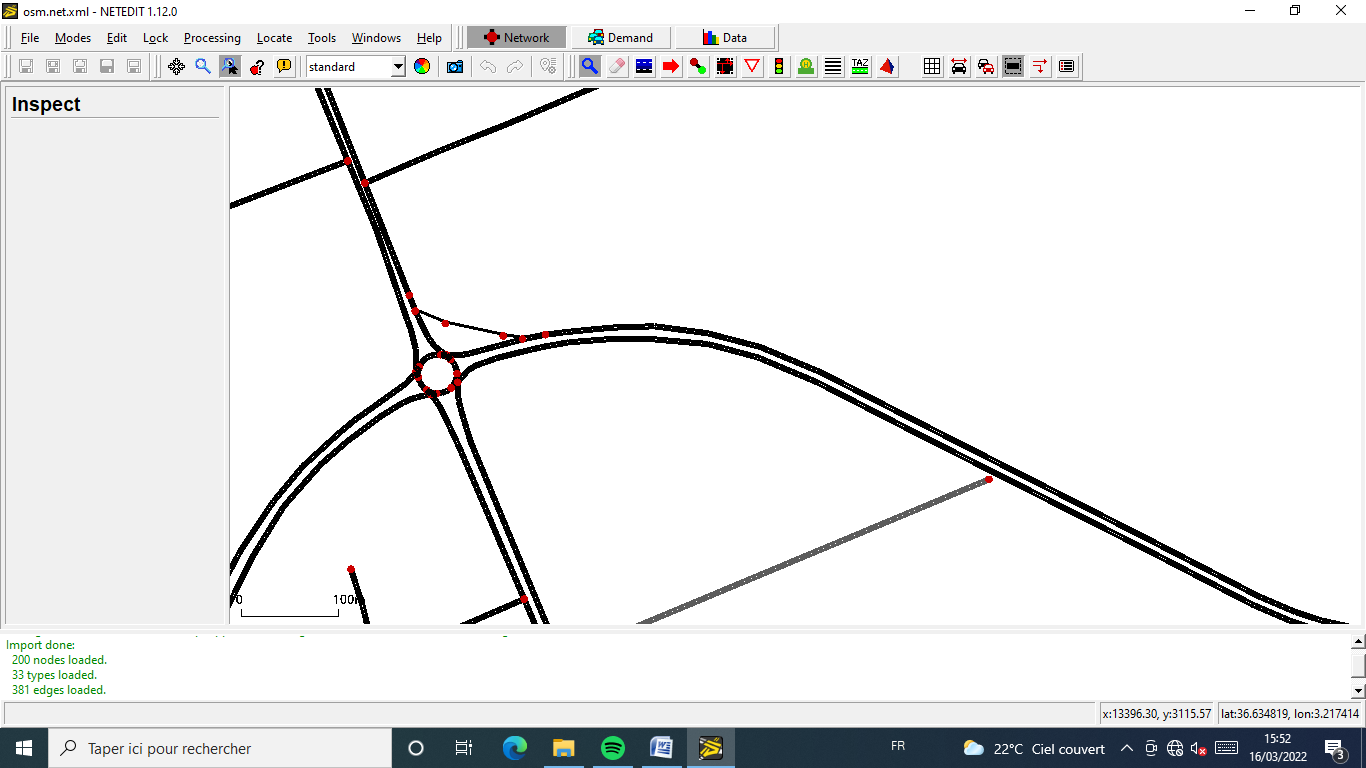 osm.net.xml - NETEDIT 1.12.0
File Modes Edit Lock Processing Locate Tools Windows Help Network Demand Data
standard TAZ
Inspect
0 100m
Import done:
200 nodes loaded.
33 types loaded.
381 edges loaded.
x:13396.30, y:3115.57 lat:36.634819, lon:3.217414
Taper ici pour rechercher FR 22°C Ciel couvert 15:52
16/03/2022 3